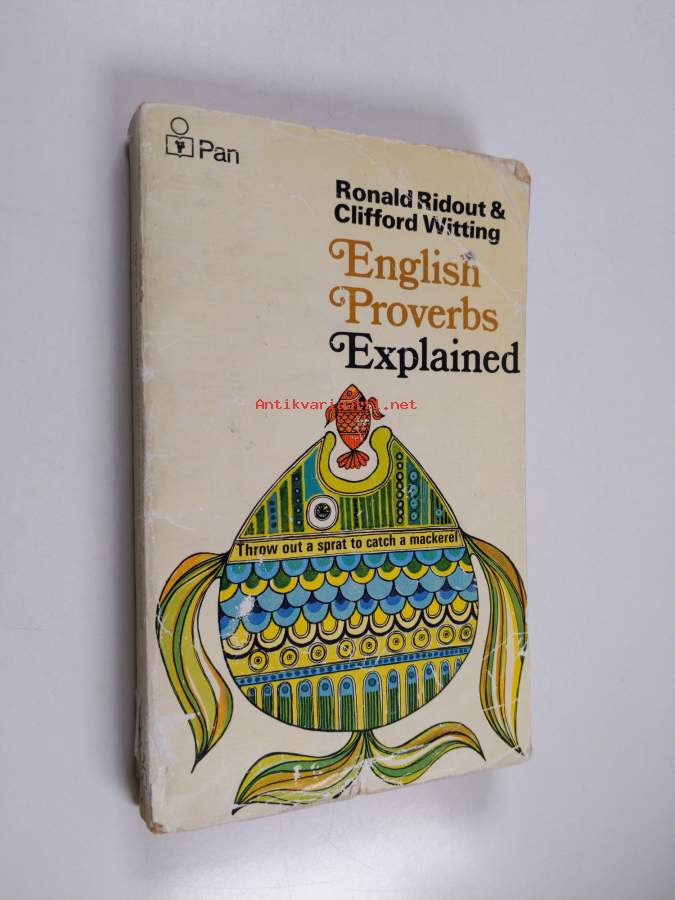 Pan
Ronald Ridout &
Clifford Witting
English
Proverbs
Explained
Antikvariaatti.net
Throw out a sprat to catch a mackerel